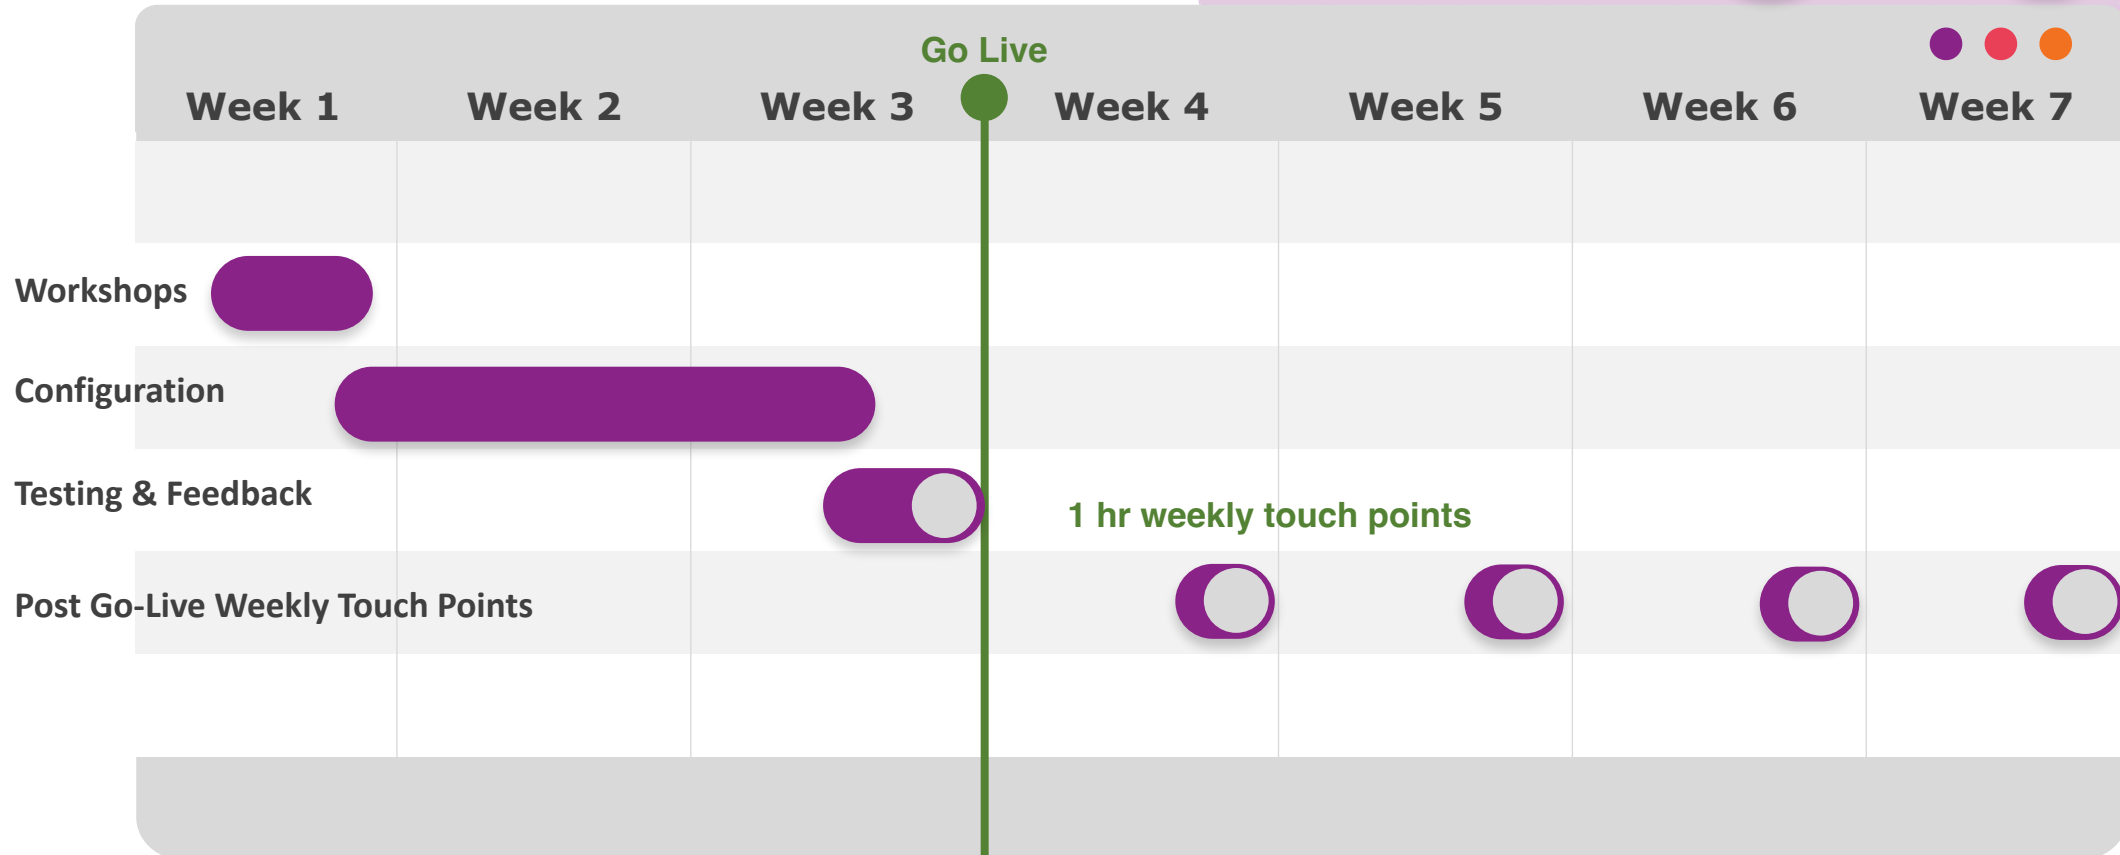 Go Live
Week 1 Week 2 Week 3 Week 4 Week 5 Week 6 Week 7
Workshops
Configuration
Testing & Feedback
1 hr weekly touch points
Post Go-Live Weekly Touch Points